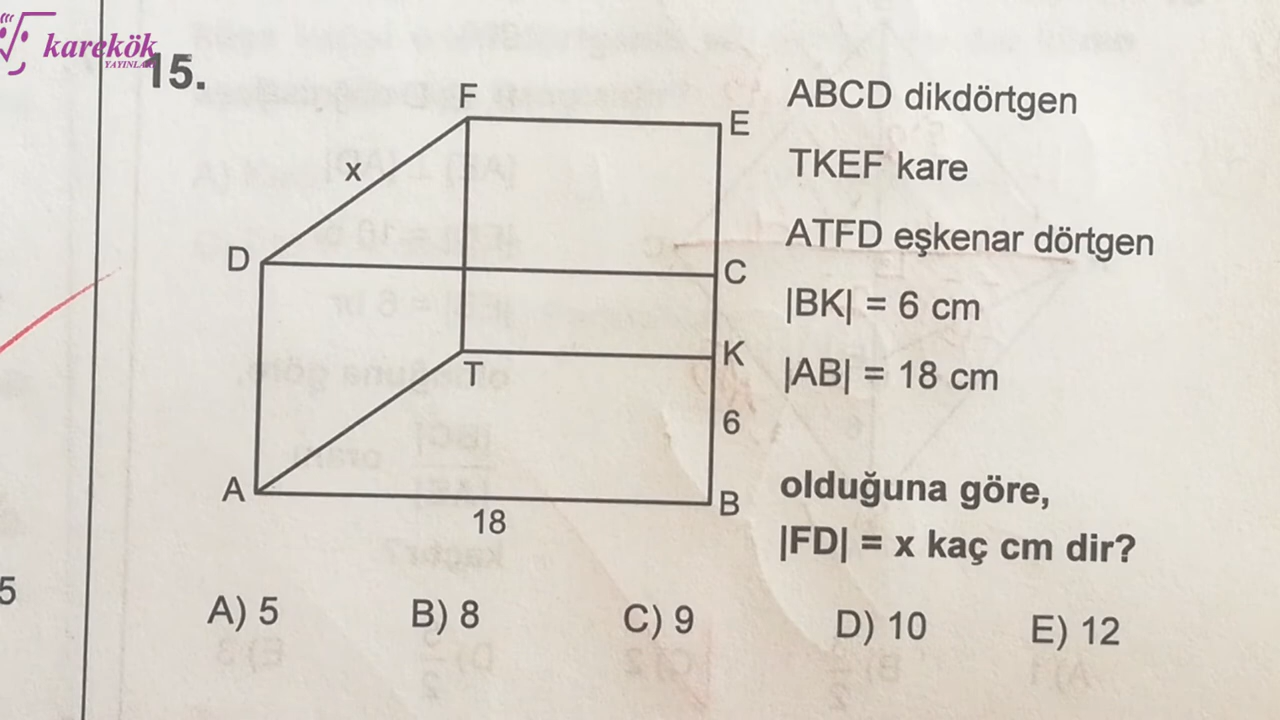 karekök
YAYINLARI
15.
F
E
x
D
C
K
T
6
A
B
18
ABCD dikdörtgen
TKEF kare
ATFD eşkenar dörtgen
|BK| = 6 cm
|AB| = 18 cm
olduğuna göre,
|FD| = x kaç cm dir?
A) 5 B) 8 C) 9 D) 10 E) 12
5